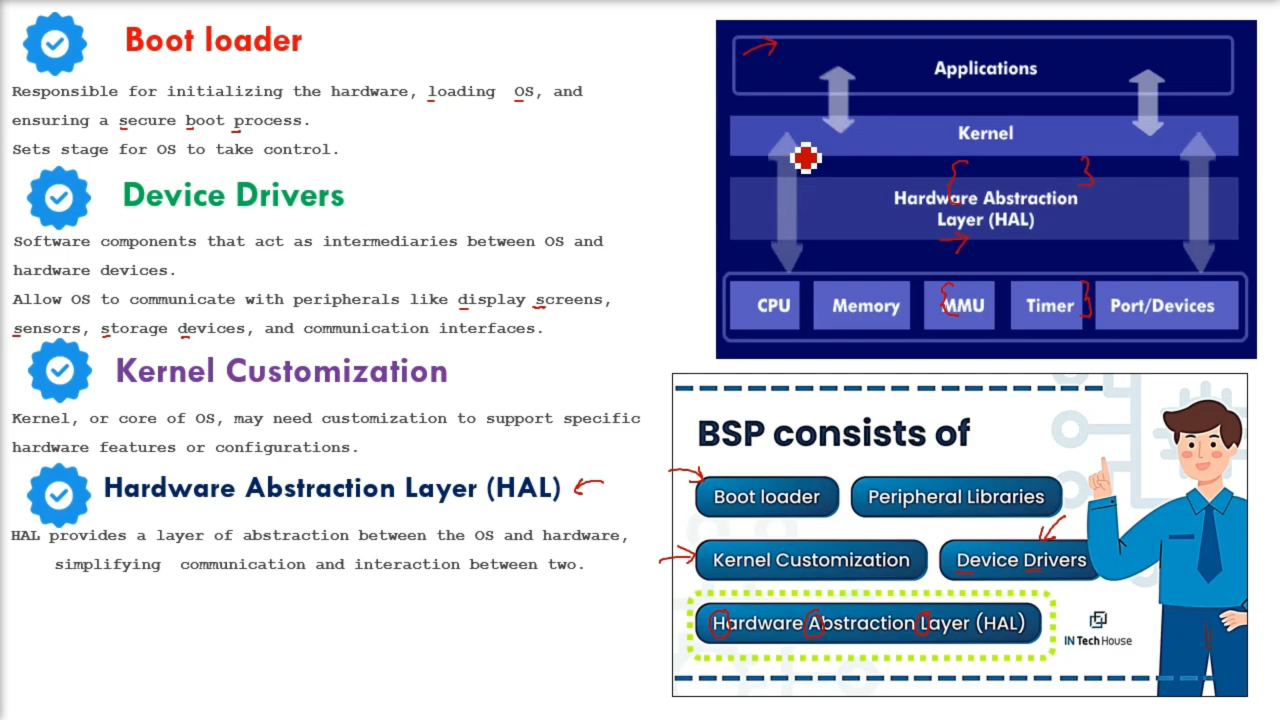 Boot loader
Responsible for initializing the hardware, loading OS, and
ensuring a secure boot process.
Sets stage for OS to take control.
Device Drivers
Software components that act as intermediaries between OS and
hardware devices.
Allow OS to communicate with peripherals like display screens,
sensors, storage devices, and communication interfaces.
Kernel Customization
Kernel, or core of OS, may need customization to support specific
hardware features or configurations.
Hardware Abstraction Layer (HAL)
HAL provides a layer of abstraction between the OS and hardware,
simplifying communication and interaction between two.
Applications
Kernel
Hardware Abstraction
Layer (HAL)
CPU Memory MMU Timer Port/Devices
BSP consists of
Boot loader Peripheral Libraries
Kernel Customization Device Drivers
Hardware Abstraction Layer (HAL)
IN Tech House